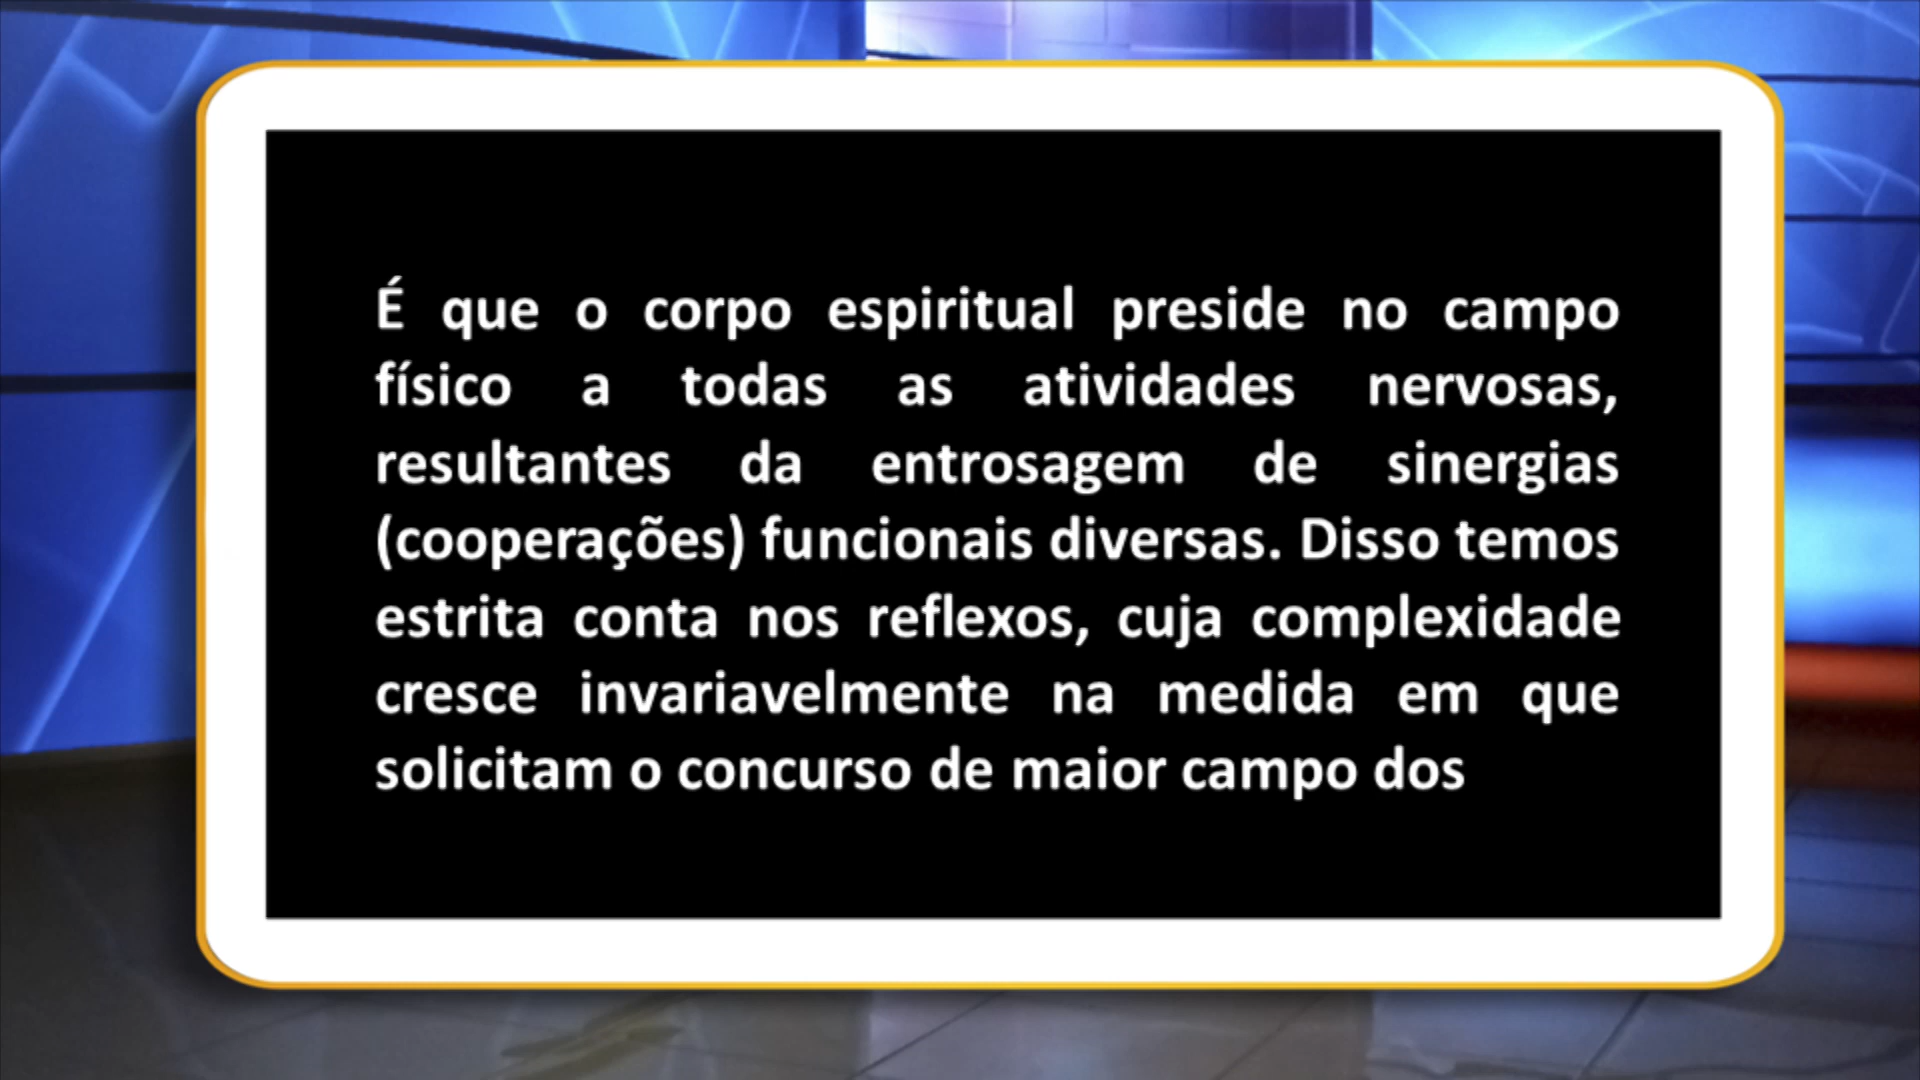 É que o corpo espiritual preside no campo
físico a todas as atividades nervosas,
resultantes da entrosagem de sinergias
(cooperações) funcionais diversas. Disso temos
estrita conta nos reflexos, cuja complexidade
cresce invariavelmente na medida em que
solicitam o concurso de maior campo dos